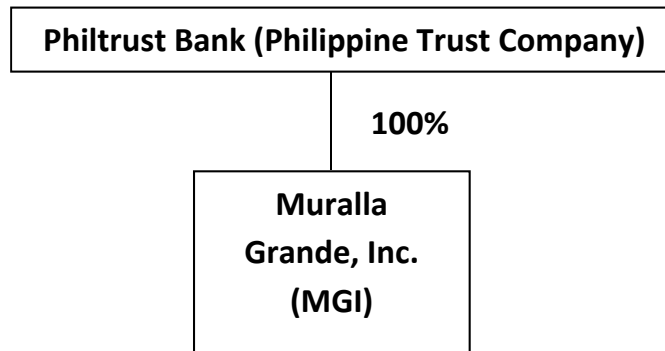 Philtrust Bank (Philippine Trust Company)
100%
Muralla
Grande, Inc.
(MGI)